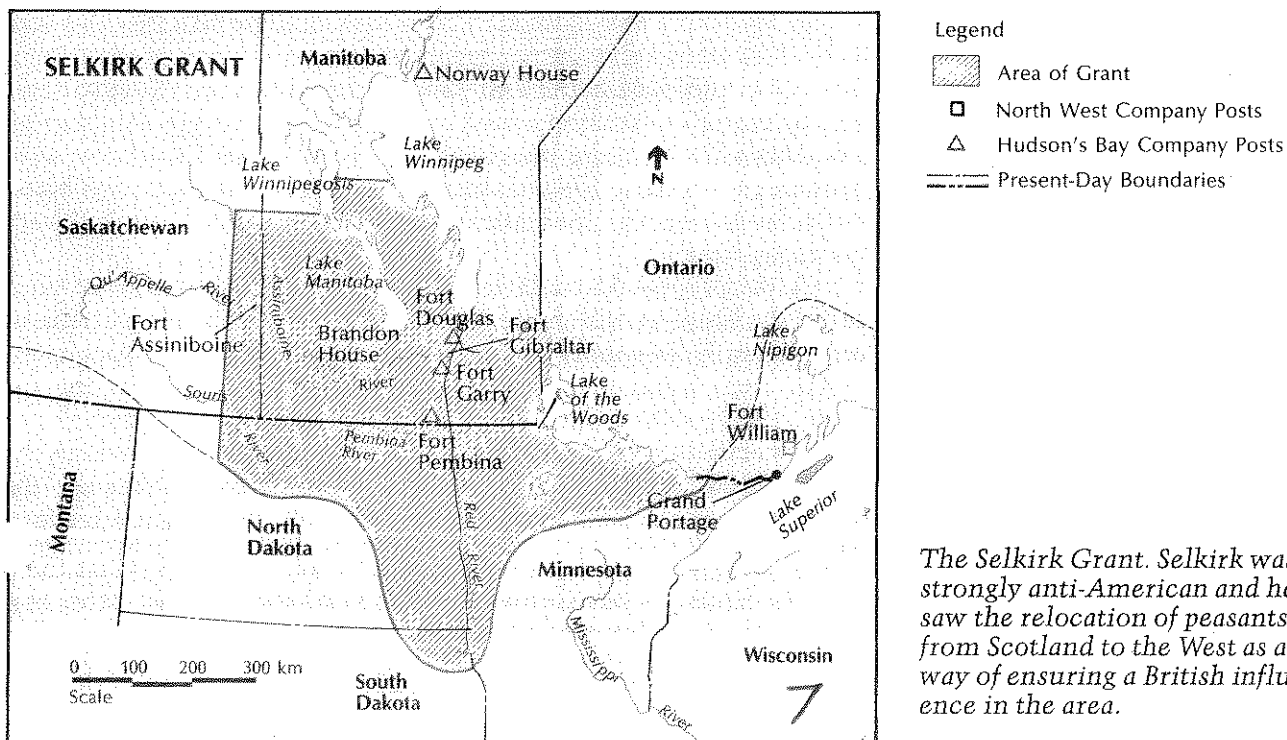 SELKIRK GRANT
Manitoba
Norway House
Lake
Winnipeg
Lake
Winnipegosis
N
Saskatchewan
Ontario
Lake
Manitoba
Qu'Appelle River
Assiniboine
Fort
Assiniboine
Brandon
House
Fort
Douglas
Fort
Gibraltar
River
Fort
Garry
Lake
of the
Woods
Lake
Nipigon
Souris
River
Pembina
River
Fort
Pembina
Fort
William
Grand
Portage
Lake
Superior
Montana
North
Dakota
Red River
Minnesota
Mississippi
River
Wisconsin
South
Dakota
0 100 200 300 km
Scale
Legend
Area of Grant
North West Company Posts
Hudson's Bay Company Posts
Present-Day Boundaries
The Selkirk Grant. Selkirk was
strongly anti-American and he
saw the relocation of peasants
from Scotland to the West as a
way of ensuring a British influ-
ence in the area.